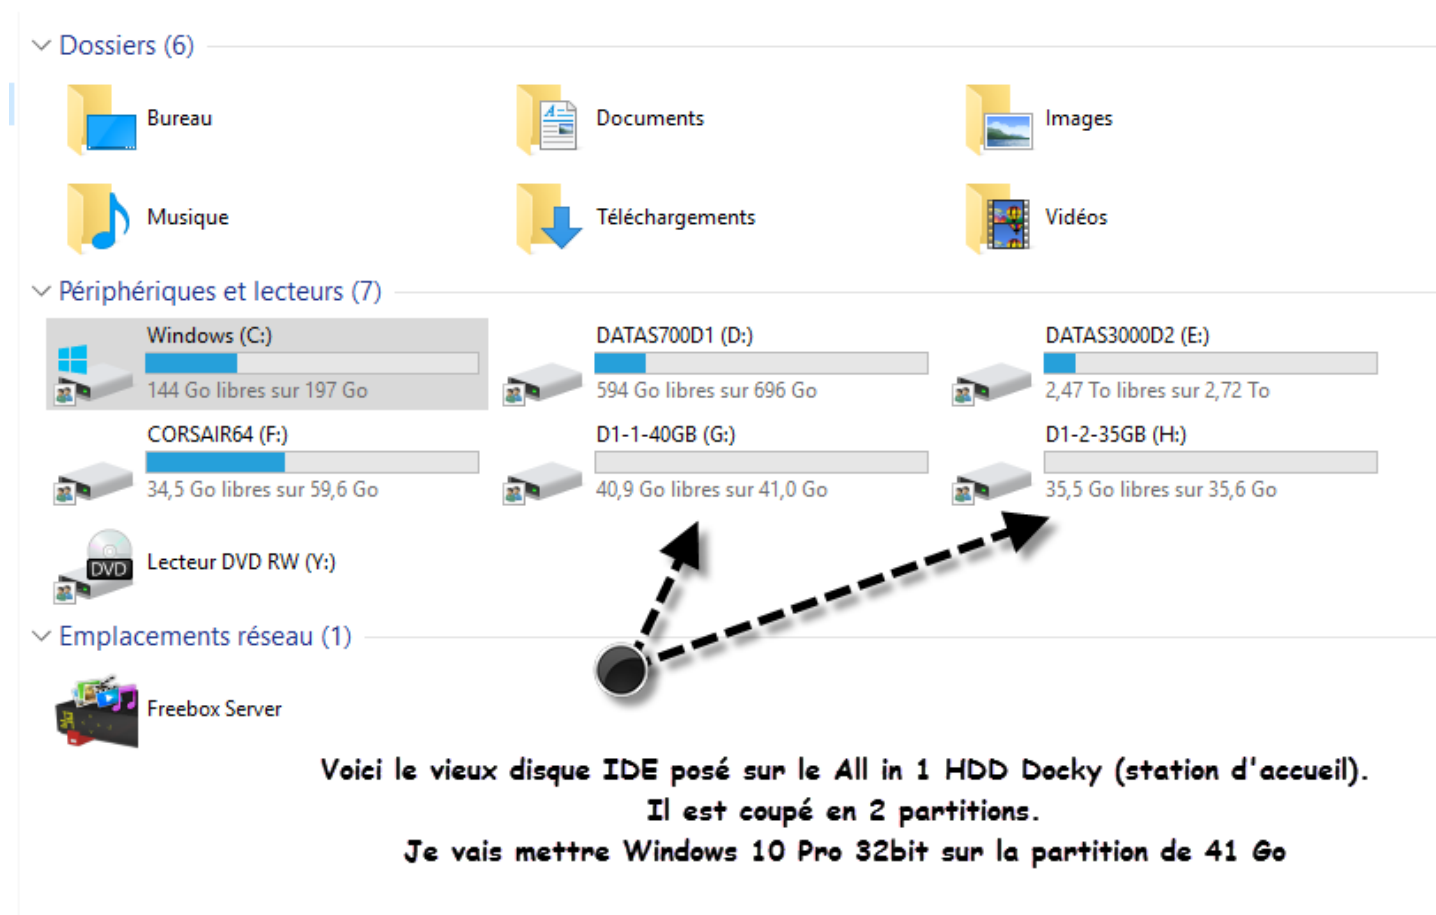 Dossiers (6)
Bureau
Documents
Images
Musique
Téléchargements
Vidéos
Périphériques et lecteurs (7)
Windows (C:)
144 Go libres sur 197 Go
DATAS700D1 (D:)
594 Go libres sur 696 Go
DATAS3000D2 (E:)
2,47 To libres sur 2,72 To
CORSAIR64 (F:)
34,5 Go libres sur 59,6 Go
D1-1-40GB (G:)
40,9 Go libres sur 41,0 Go
D1-2-35GB (H:)
35,5 Go libres sur 35,6 Go
DVD
Lecteur DVD RW (Y:)
Emplacements réseau (1)
Freebox Server
Voici le vieux disque IDE posé sur le All in 1 HDD Docky (station d'accueil).
Il est coupé en 2 partitions.
Je vais mettre Windows 10 Pro 32bit sur la partition de 41 Go